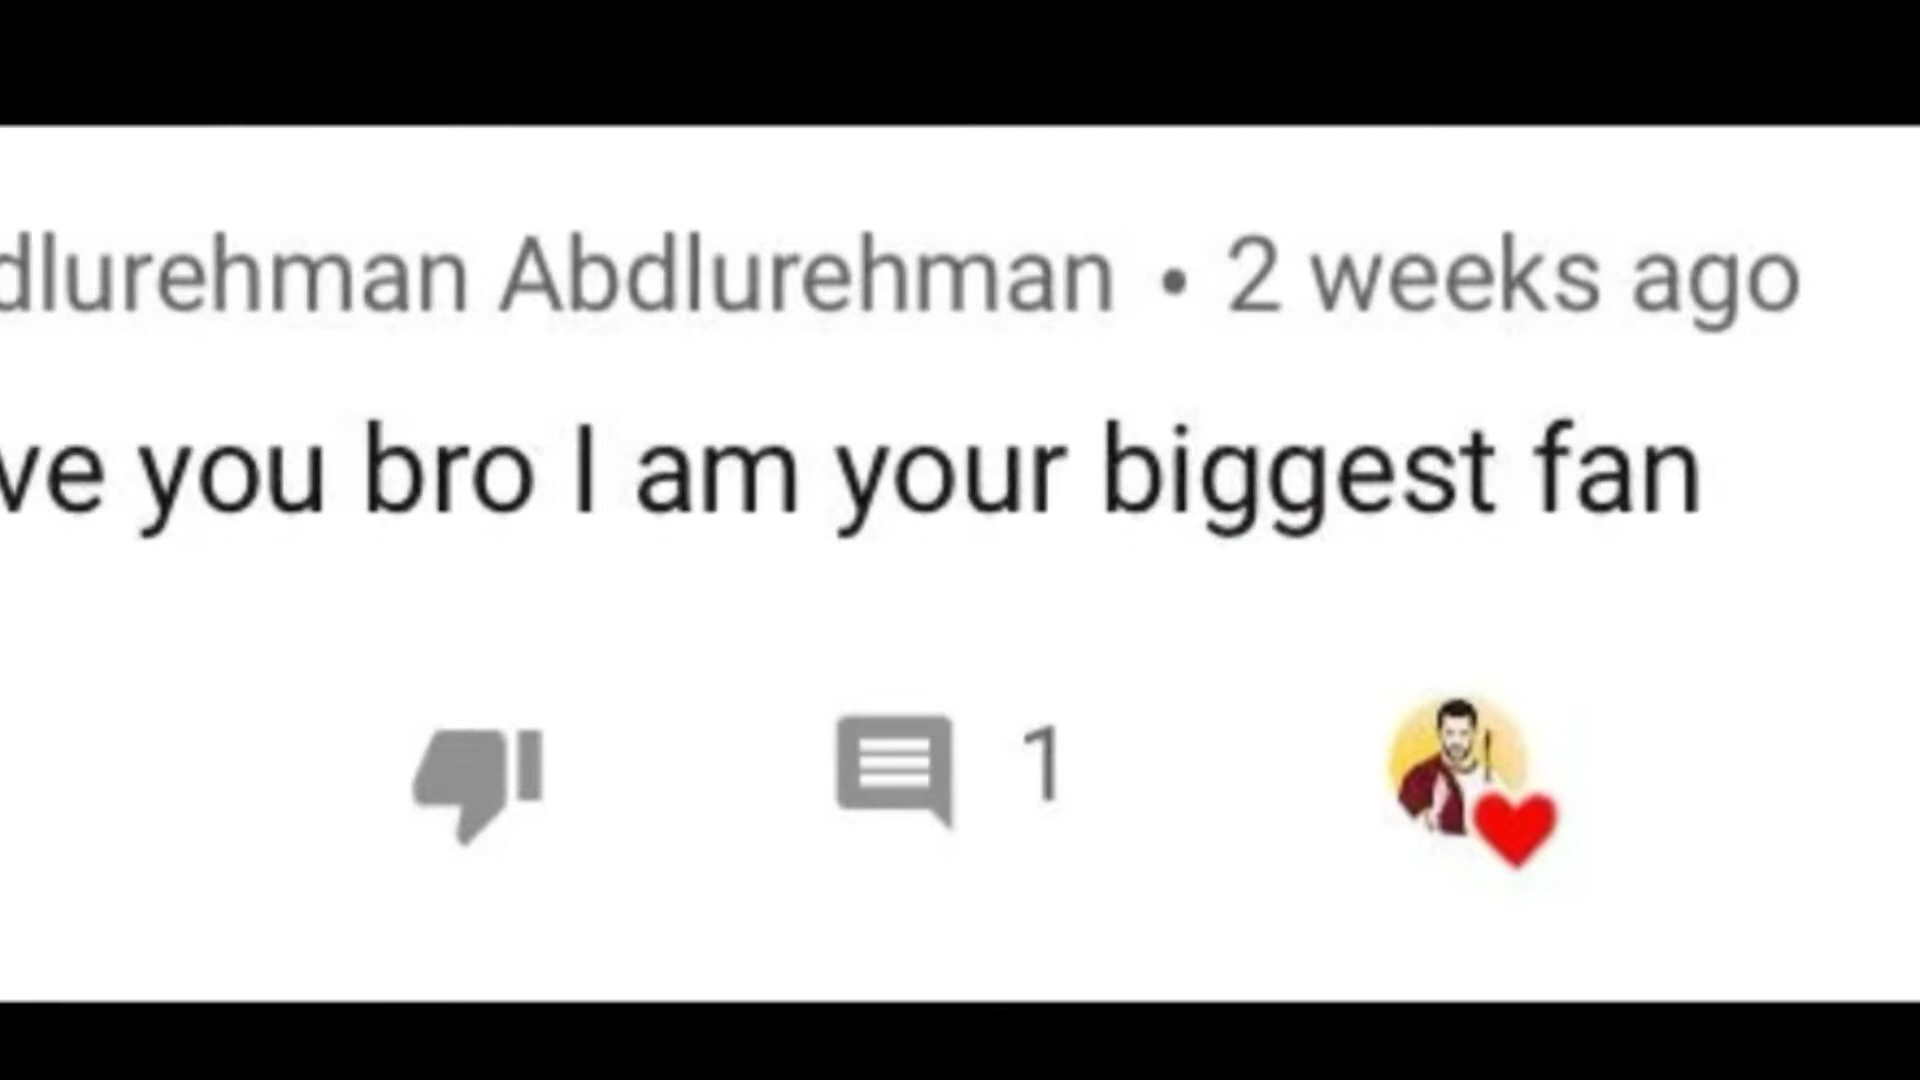 dlurehman Abdlurehman • 2 weeks ago
ve you bro I am your biggest fan
1